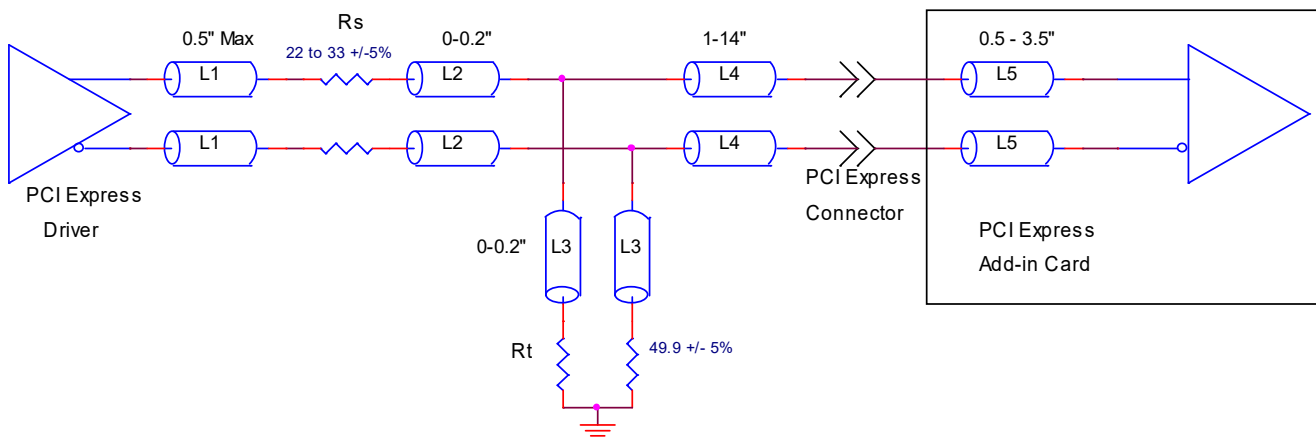 Rs
0.5" Max
22 to 33 +/-5%
0-0.2"
1-14"
0.5 - 3.5"
L1
L2
L4
L5
L1
L2
L4
L5
PCI Express
Driver
PCI Express
Connector
PCI Express
Add-in Card
0-0.2"
L3
L3
Rt
49.9 +/- 5%